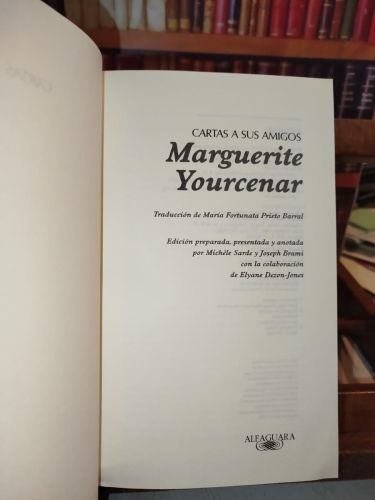 CARTAS A SUS AMIGOS
Marguerite
Yourcenar
Traducción de María Fortunata Prieto Barral
Edición preparada, presentada y anotada
por Michèle Sarde y Joseph Brami
con la colaboración
de Elyane Dezon-Jones
ALFAGUARA